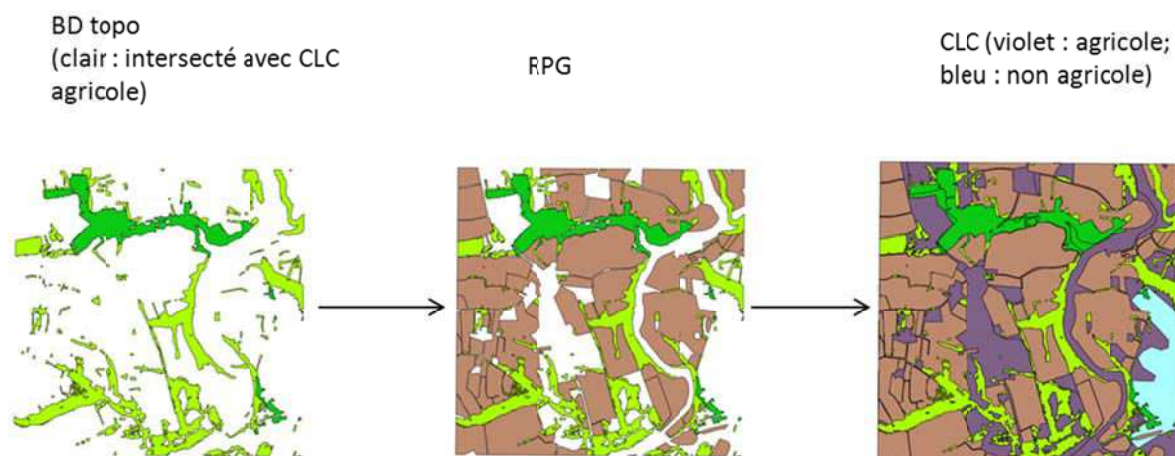 BD topo
(clair : intersecté avec CLC
agricole)
RPG
CLC (violet : agricole;
bleu : non agricole)